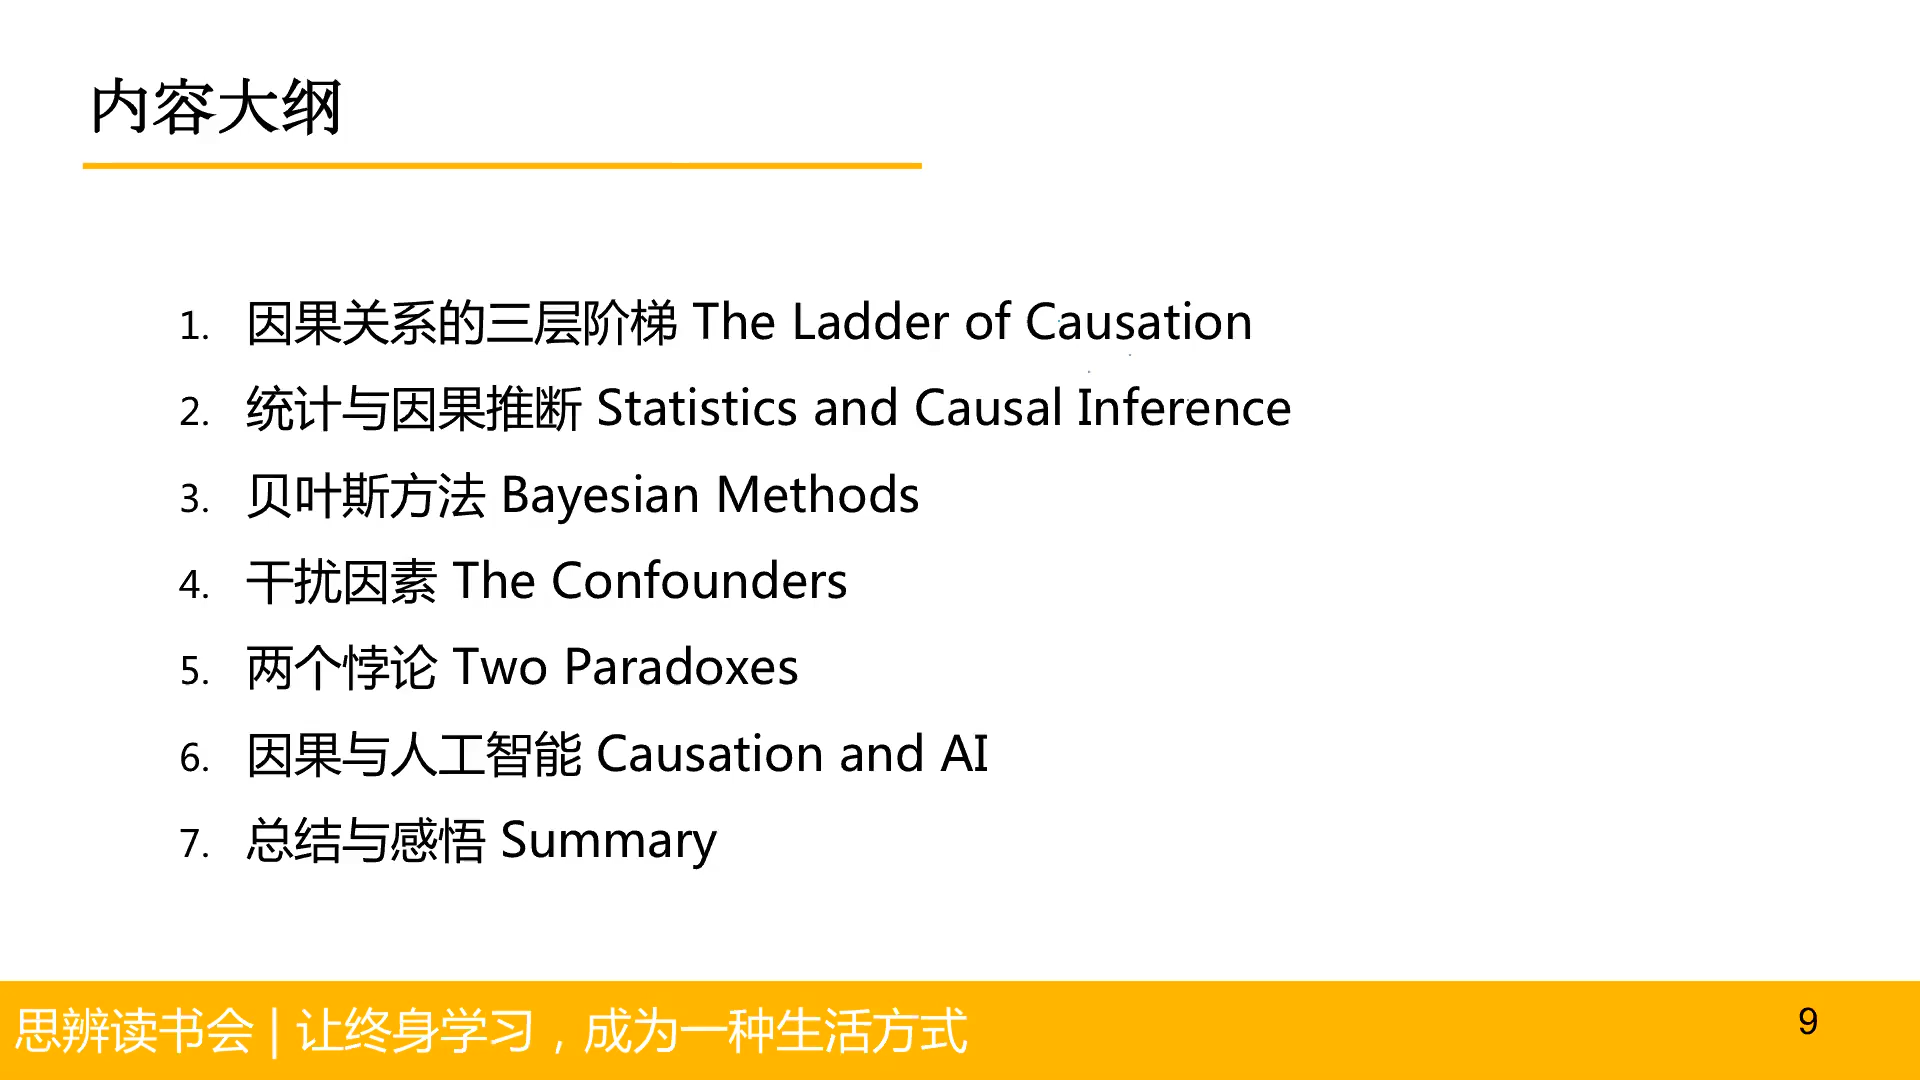 内容大纲
1. 因果关系的三层阶梯 The Ladder of Causation
2. 统计与因果推断 Statistics and Causal Inference
3. 贝叶斯方法 Bayesian Methods
4. 干扰因素 The Confounders
5. 两个悖论 Two Paradoxes
6. 因果与人工智能 Causation and AI
7. 总结与感悟 Summary
思辨读书会 | 让终身学习，成为一种生活方式
9